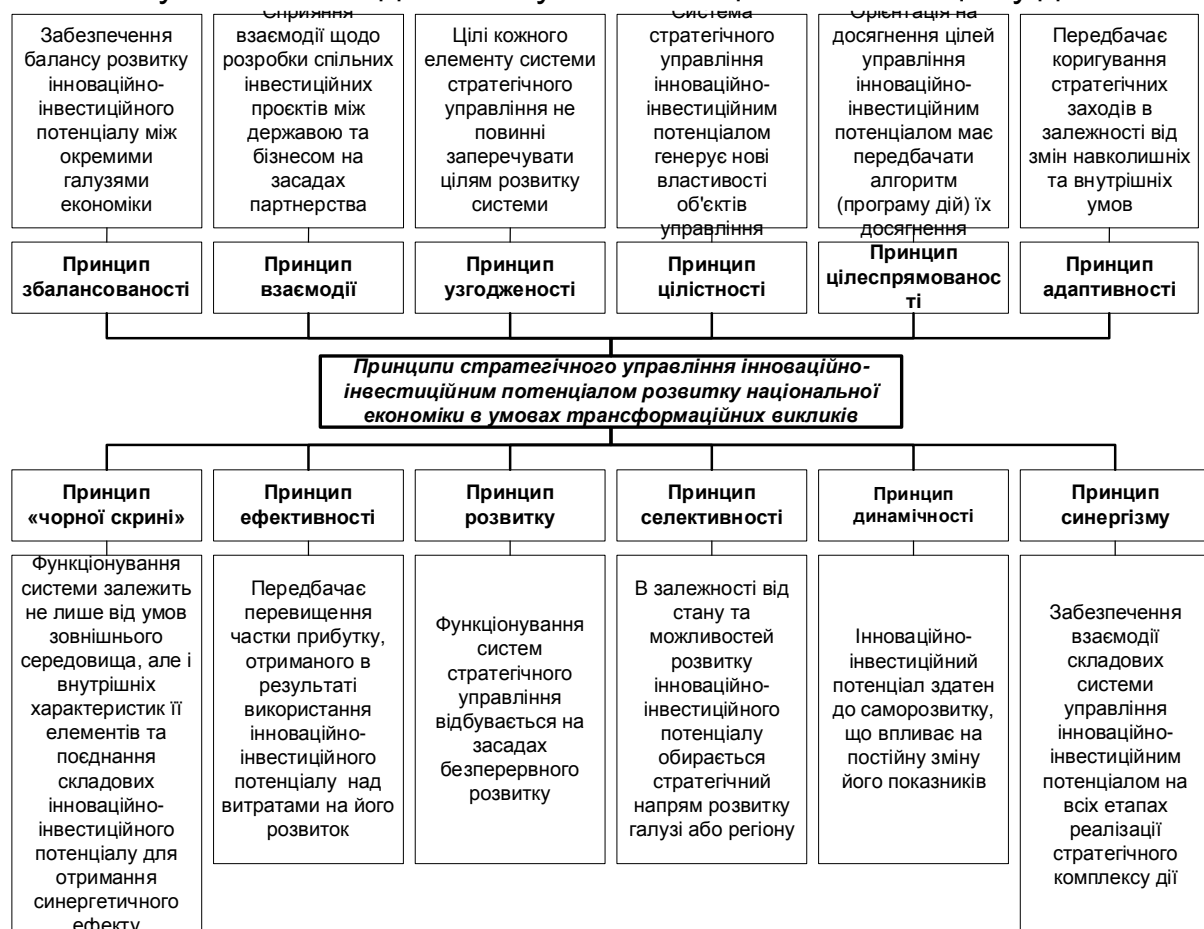 Забезпечення
балансу розвитку
інноваційно-
інвестиційного
потенціалу між
окремими
галузями
економіки
Сприяння
взаємодії щодо
розробки спільних
інвестиційних
проєктів між
державою та
бізнесом на
засадах
партнерства
Цілі кожного
елементу системи
стратегічного
управління не
повинні
заперечувати
цілям розвитку
системи
Система
стратегічного
управління
інноваційно-
інвестиційним
потенціалом
генерує нові
властивості
об'єктів
управління
Орієнтація на
досягнення цілей
управління
інноваційно-
інвестиційним
потенціалом має
передбачати
алгоритм
(програму дій) їх
досягнення
Передбачає
коригування
стратегічних
заходів в
залежності від
змін навколишніх
та внутрішніх
умов
Принцип
збалансованості
Принцип
взаємодії
Принцип
узгодженості
Принцип
цілістності
Принцип
цілеспрямованос
ті
Принцип
адаптивності
Принципи стратегічного управління інноваційно-
інвестиційним потенціалом розвитку національної
економіки в умовах трансформаційних викликів
Принцип
«чорної скрині»
Принцип
ефективності
Принцип
розвитку
Принцип
селективності
Принцип
динамічності
Принцип
синергізму
Функціонування
системи залежить
не лише від умов
зовнішнього
середовища, але і
внутрішніх
характеристик її
елементів та
поєднання
складових
інноваційно-
інвестиційного
потенціалу для
отримання
синергетичного
ефекту
Передбачає
перевищення
частки прибутку,
отриманого в
результаті
використання
інноваційно-
інвестиційного
потенціалу над
витратами на його
розвиток
Функціонування
систем
стратегічного
управління
відбувається на
засадах
безперервного
розвитку
В залежності від
стану та
можливостей
розвитку
інноваційно-
інвестиційного
потенціалу
обирається
стратегічний
напрям розвитку
галузі або регіону
Інноваційно-
інвестиційний
потенціал здатен
до саморозвитку,
що впливає на
постійну зміну
його показників
Забезпечення
взаємодії
складових
системи
управління
інноваційно-
інвестиційним
потенціалом на
всіх етапах
реалізації
стратегічного
комплексу дії